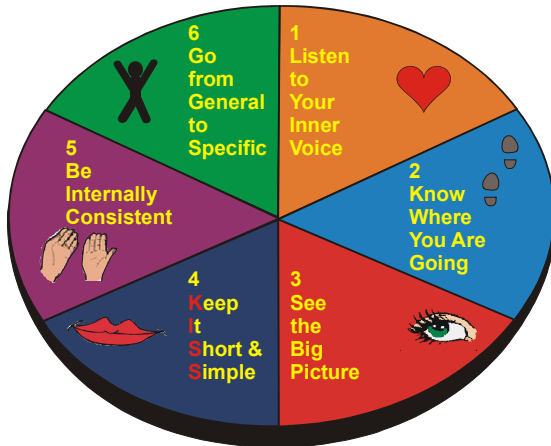 1
Listen
to
Your
Inner
Voice
2
Know
Where
You Are
Going
3
See
the
Big
Picture
4
Keep
It
Short &
Simple
5
Be
Internally
Consistent
6
Go
from
General
to
Specific